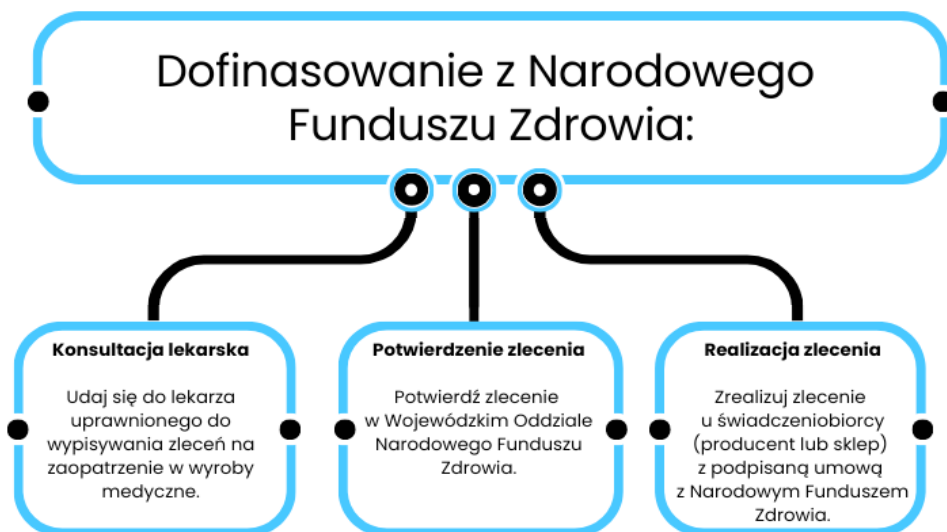 Dofinasowanie z Narodowego
Funduszu Zdrowia:
Konsultacja lekarska
Udaj się do lekarza
uprawnionego do
wypisywania zleceń na
zaopatrzenie w wyroby
medyczne.
Potwierdzenie zlecenia
Potwierdź zlecenie
w Wojewódzkim Oddziale
Narodowego Funduszu
Zdrowia.
Realizacja zlecenia
Zrealizuj zlecenie
u świadczeniobiorcy
(producent lub sklep)
z podpisaną umową
z Narodowym Funduszem
Zdrowia.